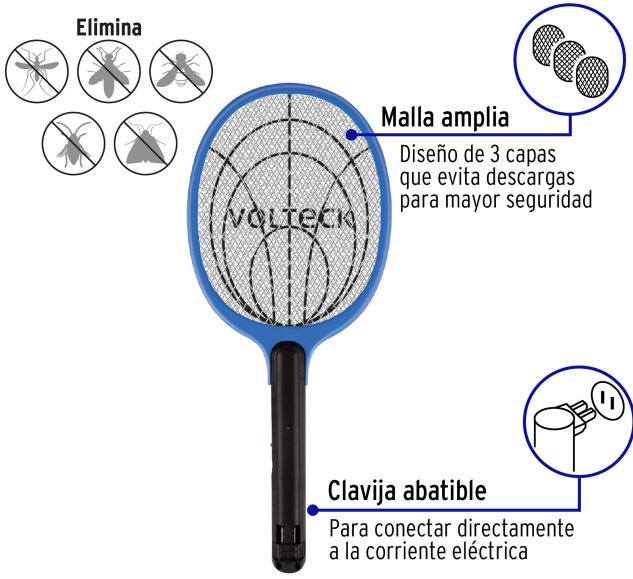 Elimina
Malla amplia
Diseño de 3 capas
que evita descargas
para mayor seguridad
VOLTECK
Clavija abatible
Para conectar directamente
a la corriente eléctrica